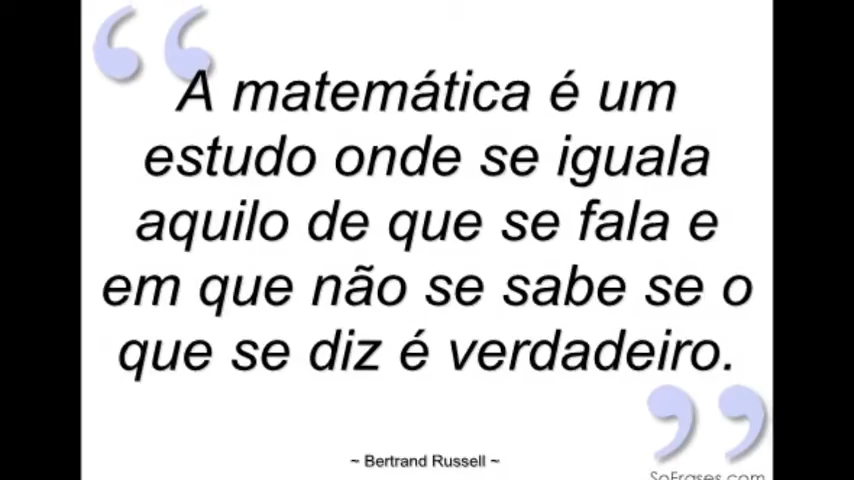 A matemática é um
estudo onde se iguala
aquilo de que se fala e
em que não se sabe se o
que se diz é verdadeiro.
~ Bertrand Russell ~
SoFrases.com